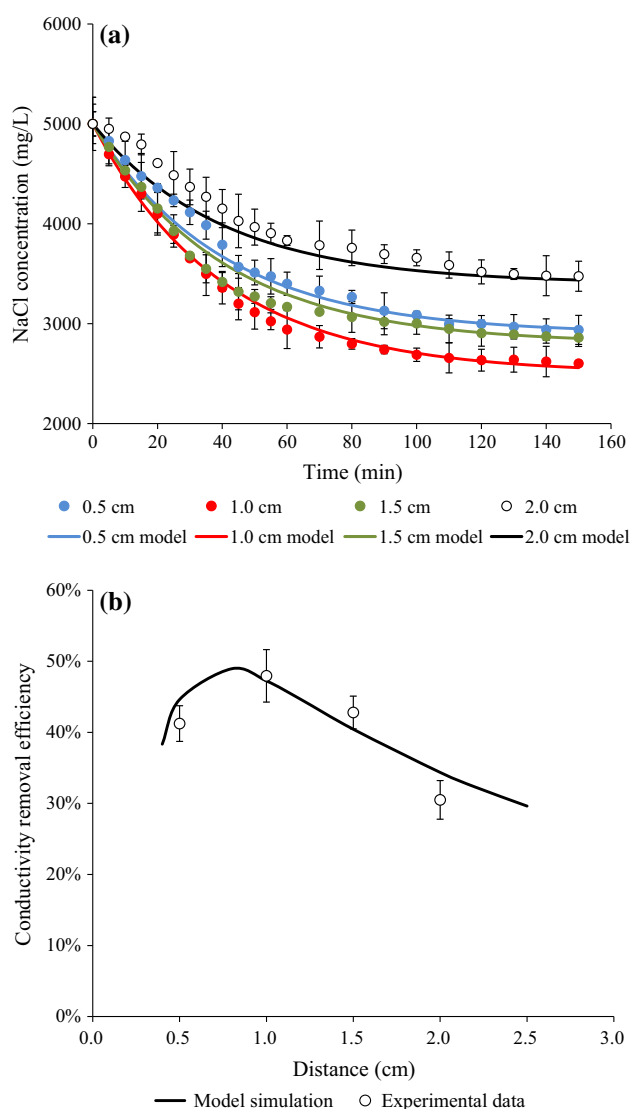 (a)
6000
5000
4000
3000
2000
NaCl concentration (mg/L)
0 20 40 60 80 100 120 140 160
Time (min)
0.5 cm 1.0 cm 1.5 cm 2.0 cm
0.5 cm model 1.0 cm model 1.5 cm model 2.0 cm model
(b)
60%
50%
40%
30%
20%
10%
0%
Conductivity removal efficiency
0.0 0.5 1.0 1.5 2.0 2.5 3.0
Distance (cm)
Model simulation Experimental data